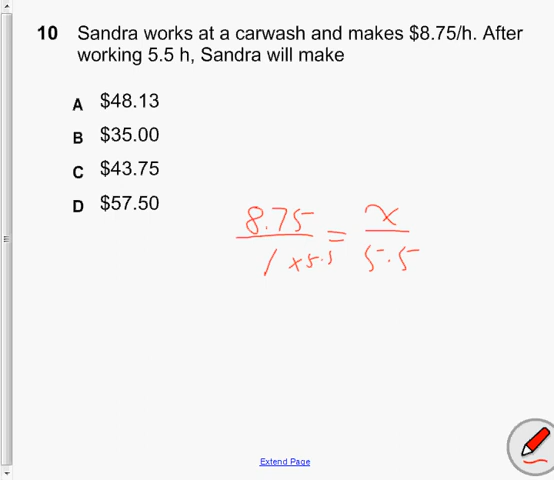 10 Sandra works at a carwash and makes $8.75/h. After
working 5.5 h, Sandra will make
A $48.13
B $35.00
C $43.75
D $57.50
8.75 = x
1 ×5.5 5.5
Extend Page